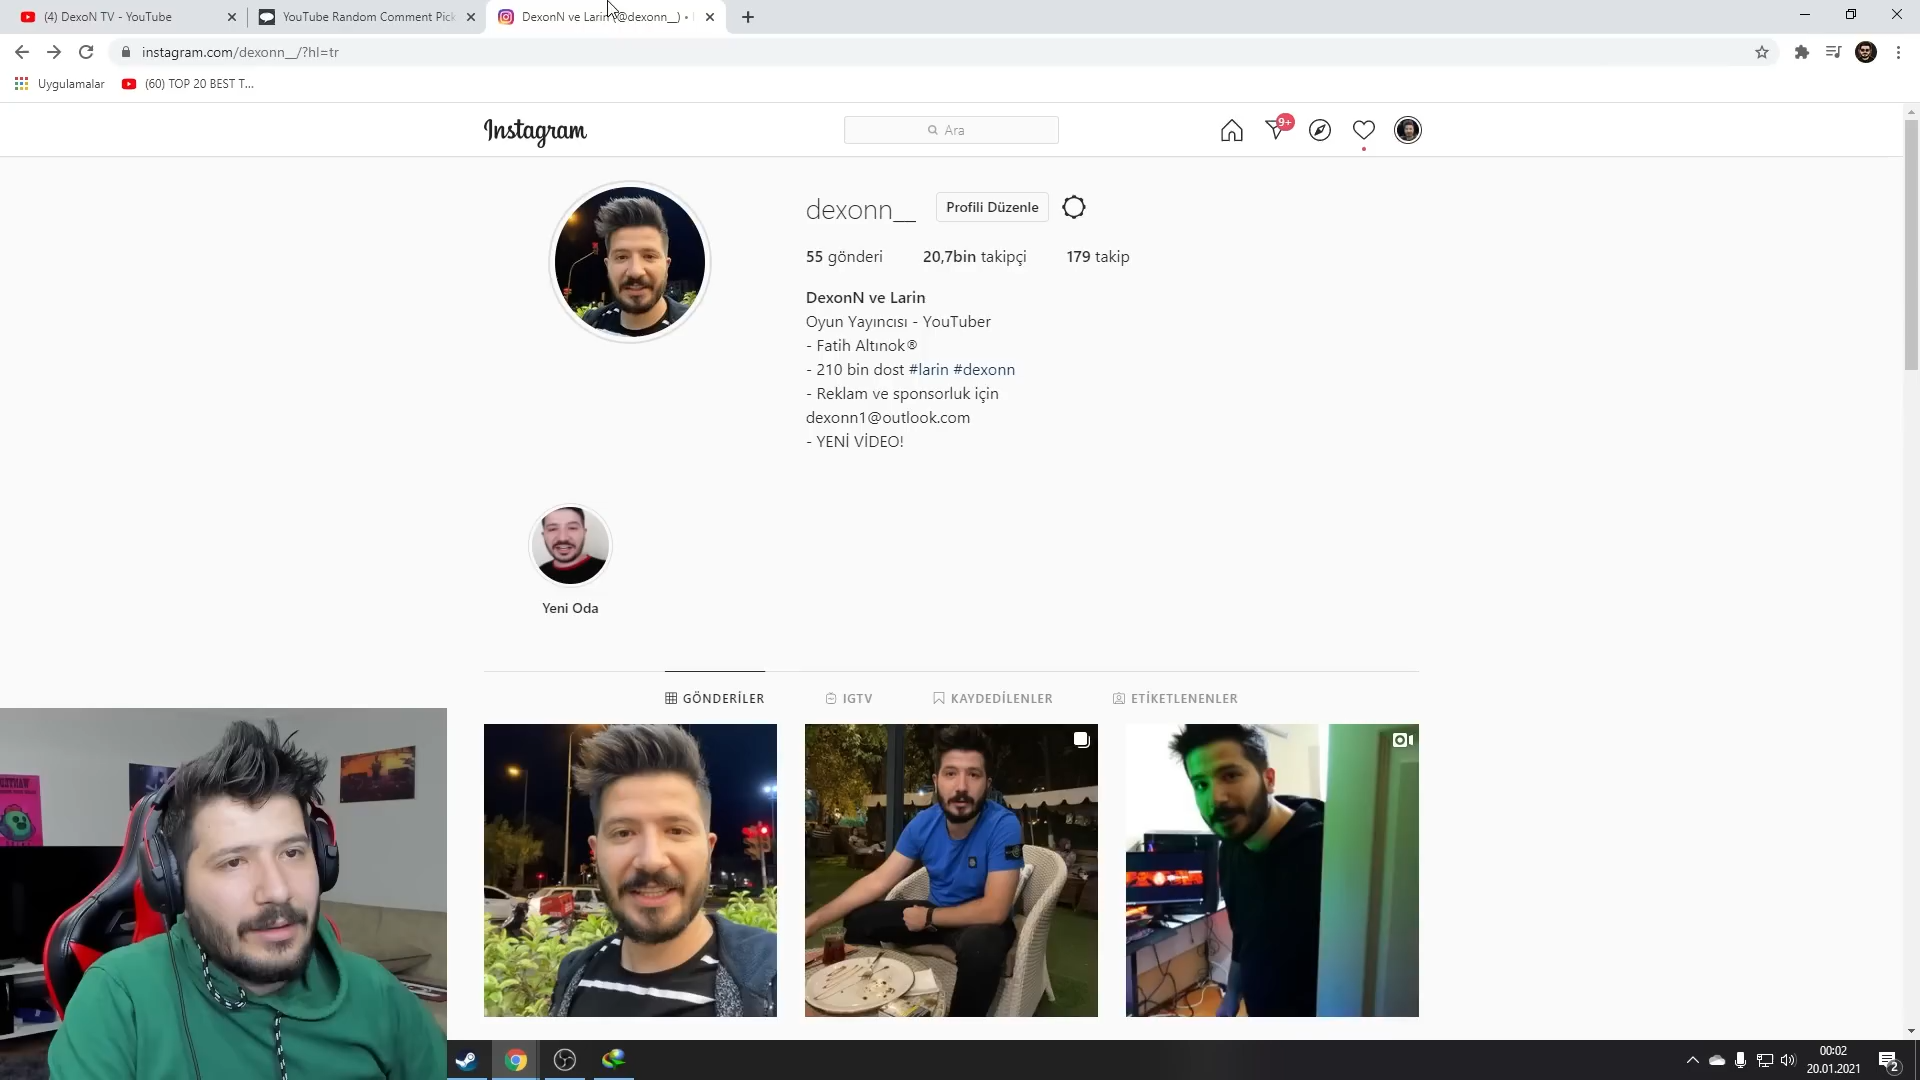 (4) DexoN TV - YouTube
YouTube Random Comment Pick
DexonN ve Larin (@dexonn__) •
instagram.com/dexonn__/?hl=tr
Uygulamalar
(60) TOP 20 BEST T...
Instagram
Ara
9+
dexonn__
Profili Düzenle
55 gönderi
20,7bin takipçi
179 takip
DexonN ve Larin
Oyun Yayıncısı - YouTuber
- Fatih Altınok®
- 210 bin dost #larin #dexonn
- Reklam ve sponsorluk için
dexonn1@outlook.com
- YENİ VİDEO!
Yeni Oda
GÖNDERİLER
IGTV
KAYDEDİLENLER
ETİKETLENENLER
00:02
20.01.2021
2